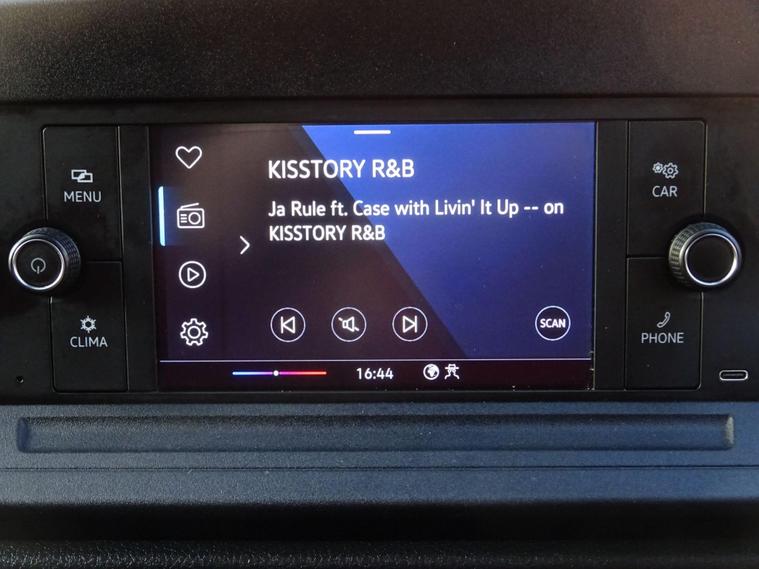 MENU
CLIMA
KISSTORY R&B
Ja Rule ft. Case with Livin' It Up -- on
KISSTORY R&B
SCAN
16:44
CAR
PHONE